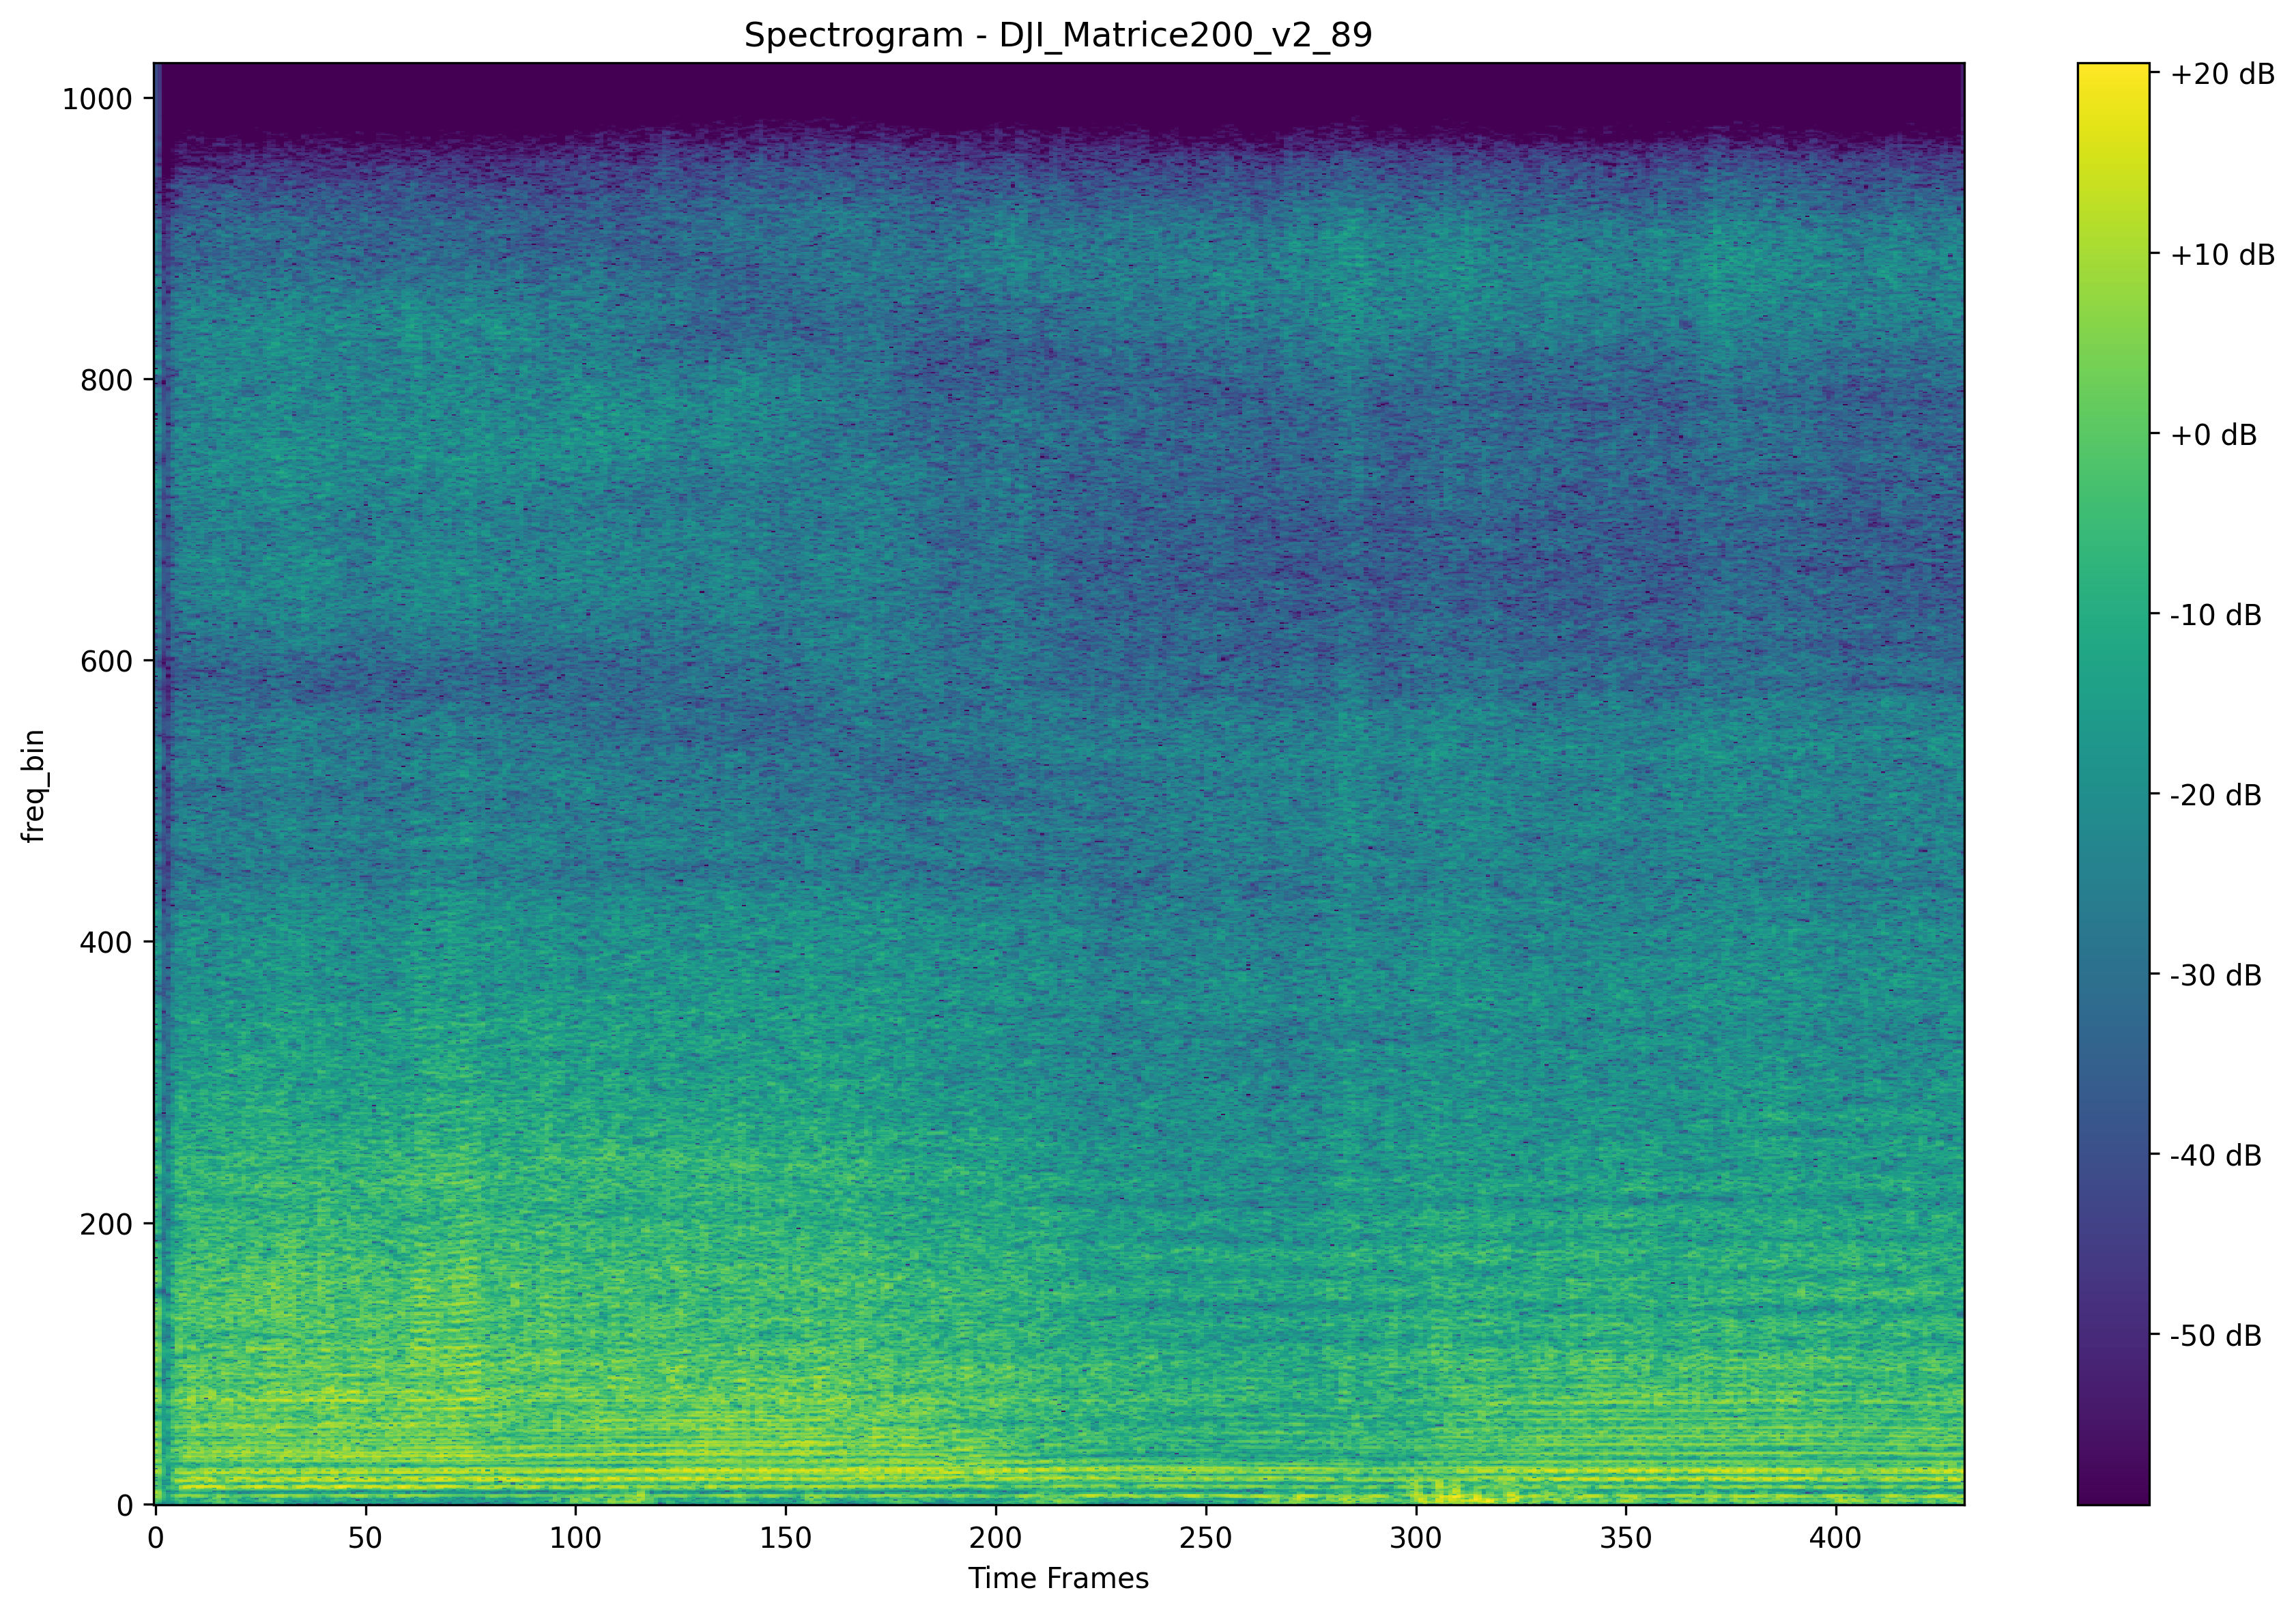 Spectrogram - DJI_Matrice200_v2_89
1000
800
600
400
200
0
freq_bin
0 50 100 150 200 250 300 350 400
Time Frames
+20 dB
+10 dB
+0 dB
-10 dB
-20 dB
-30 dB
-40 dB
-50 dB